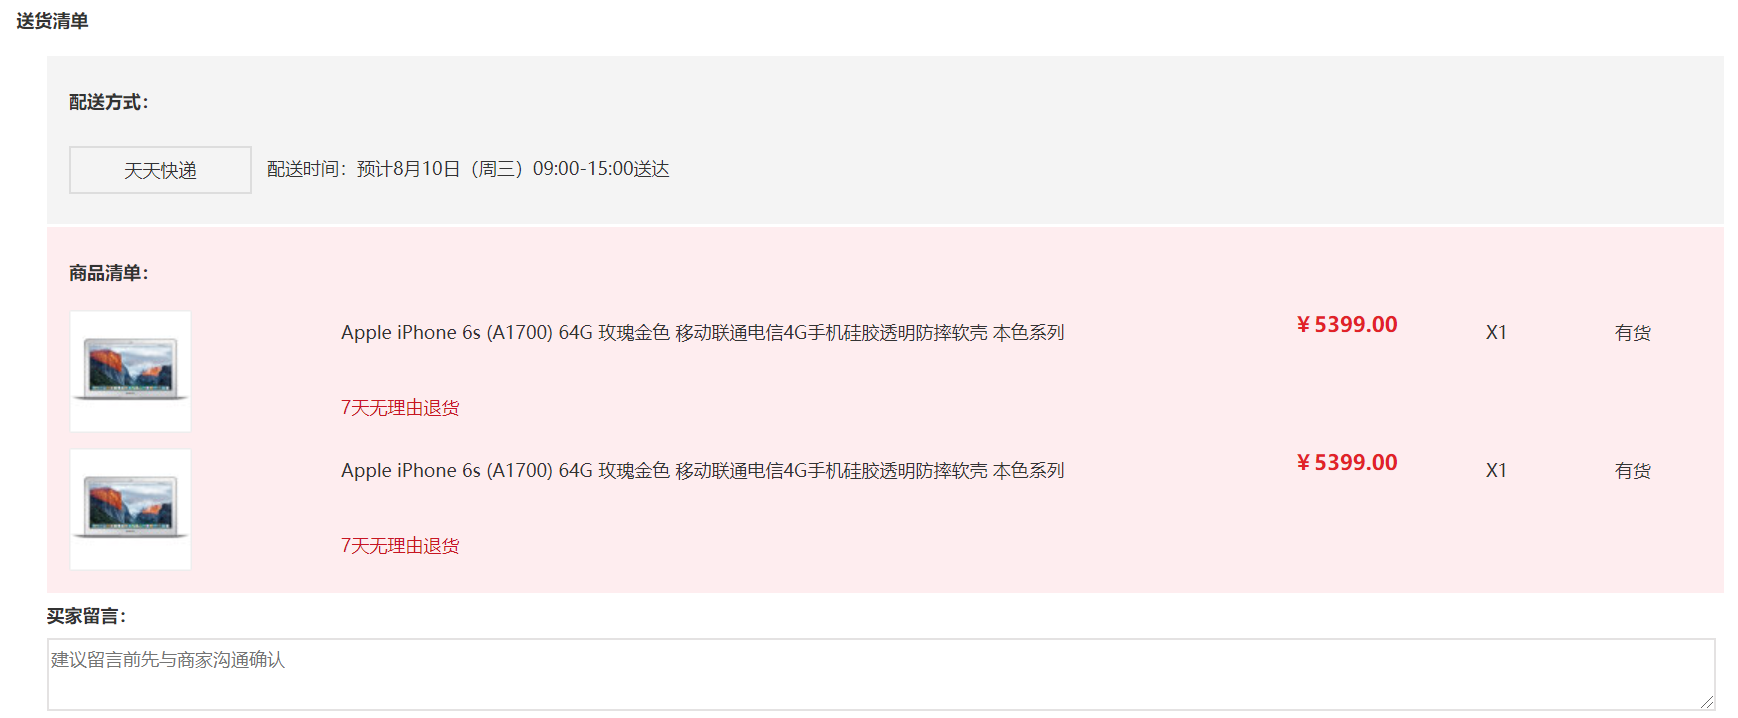 送货清单
配送方式：
天天快递 配送时间：预计8月10日（周三）09:00-15:00送达
商品清单：
Apple iPhone 6s (A1700) 64G 玫瑰金色 移动联通电信4G手机硅胶透明防摔软壳 本色系列 ¥ 5399.00 X1 有货
7天无理由退货
Apple iPhone 6s (A1700) 64G 玫瑰金色 移动联通电信4G手机硅胶透明防摔软壳 本色系列 ¥ 5399.00 X1 有货
7天无理由退货
买家留言：
建议留言前先与商家沟通确认